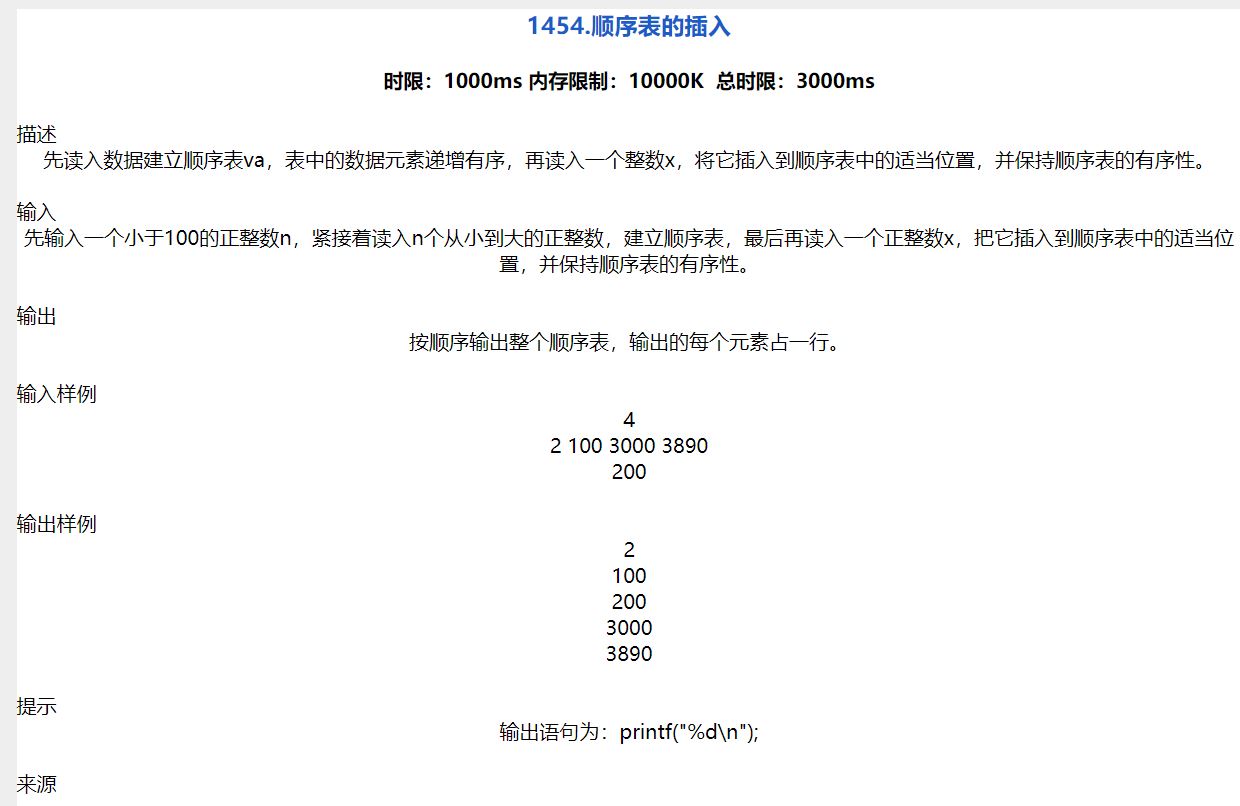 1454.顺序表的插入
时限：1000ms 内存限制：10000K 总时限：3000ms
描述
先读入数据建立顺序表va，表中的数据元素递增有序，再读入一个整数x，将它插入到顺序表中的适当位置，并保持顺序表的有序性。
输入
先输入一个小于100的正整数n，紧接着读入n个从小到大的正整数，建立顺序表，最后再读入一个正整数x，把它插入到顺序表中的适当位
置，并保持顺序表的有序性。
输出
按顺序输出整个顺序表，输出的每个元素占一行。
输入样例
4
2 100 3000 3890
200
输出样例
2
100
200
3000
3890
提示
输出语句为：printf("%d\n");
来源